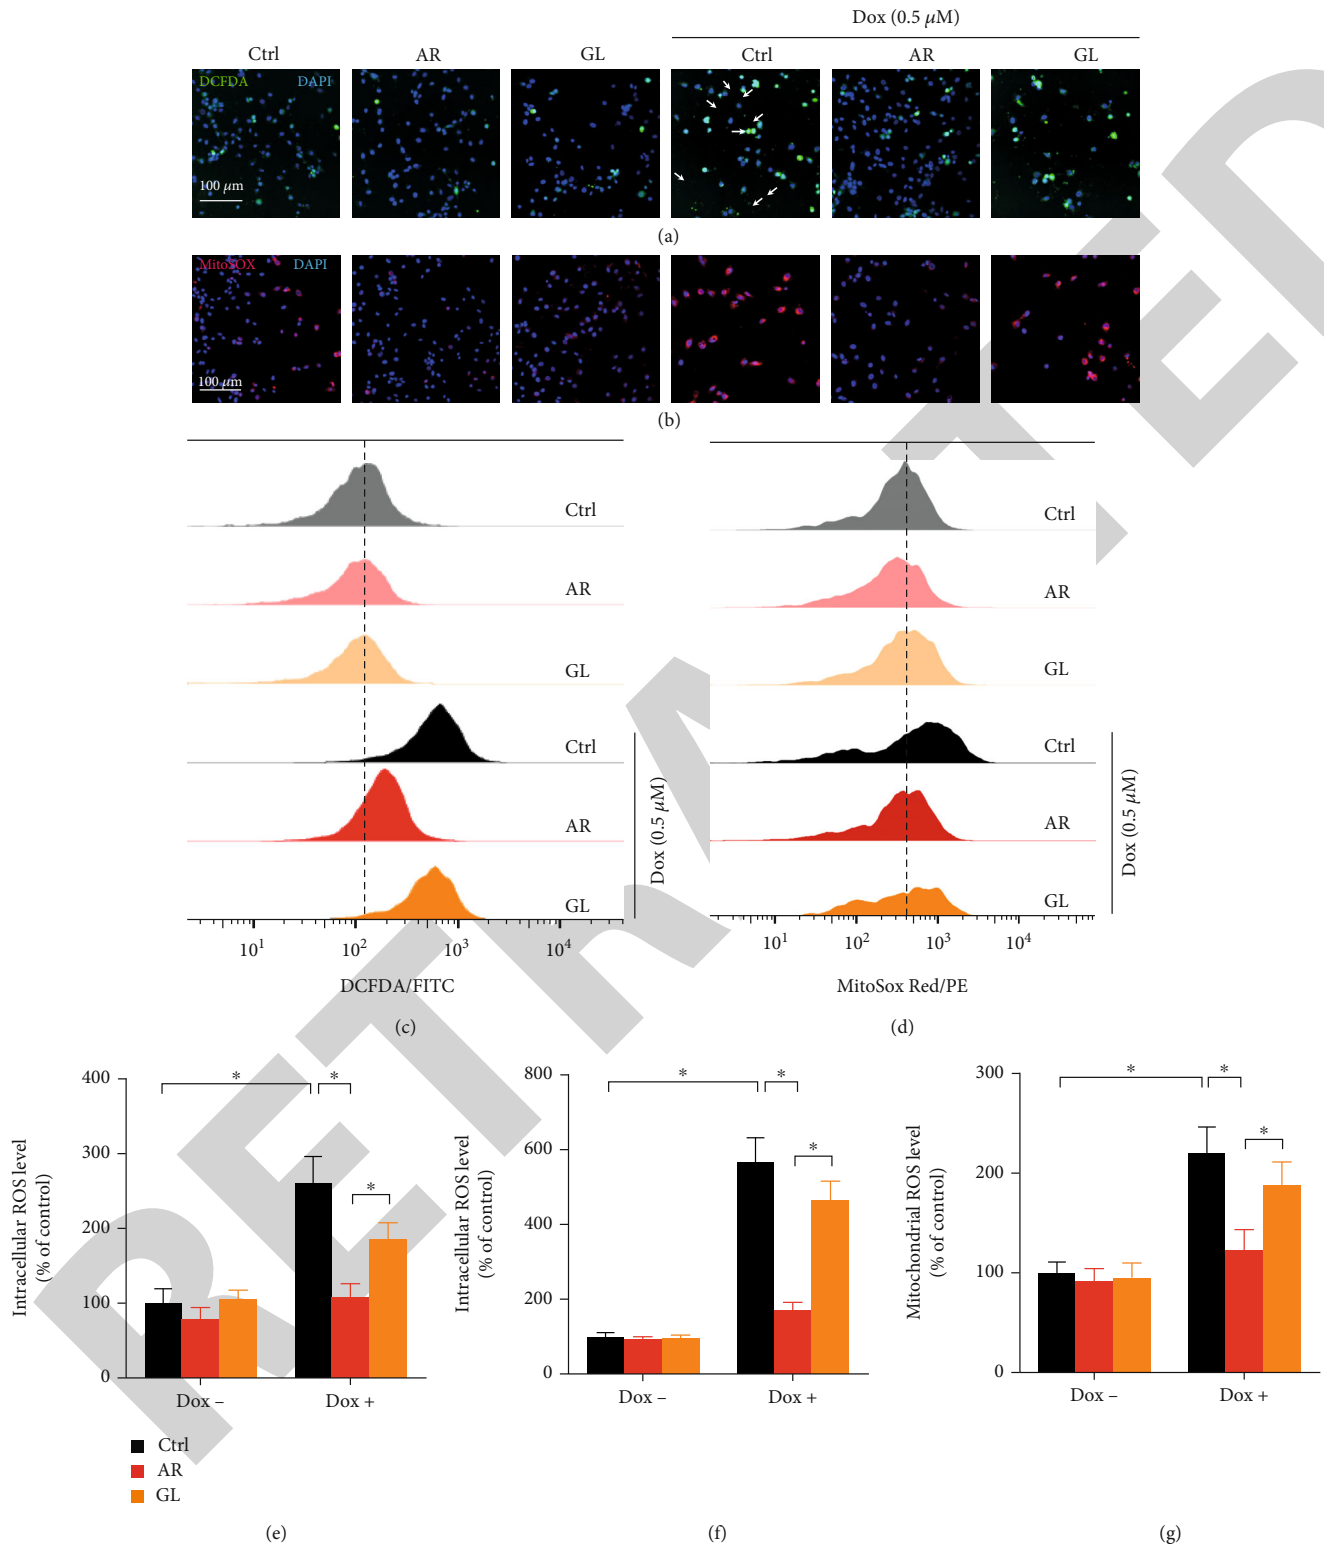 Dox (0.5 μM)
Ctrl AR GL Ctrl AR GL
DCFDA DAPI
100 μm
(a)
MitoSOX DAPI
100 μm
(b)
Ctrl
AR
GL
Ctrl
AR
GL
Dox (0.5 μM)
10¹ 10² 10³ 10⁴
DCFDA/FITC
(c)
Ctrl
AR
GL
Ctrl
AR
GL
Dox (0.5 μM)
10¹ 10² 10³ 10⁴
MitoSox Red/PE
(d)
Intracellular ROS level
(% of control)
400
300
200
100
0
* * *
Dox – Dox +
Ctrl
AR
GL
(e)
Intracellular ROS level
(% of control)
800
600
400
200
0
* * *
Dox – Dox +
(f)
Mitochondrial ROS level
(% of control)
300
200
100
0
* * *
Dox – Dox +
(g)
RETRACTED